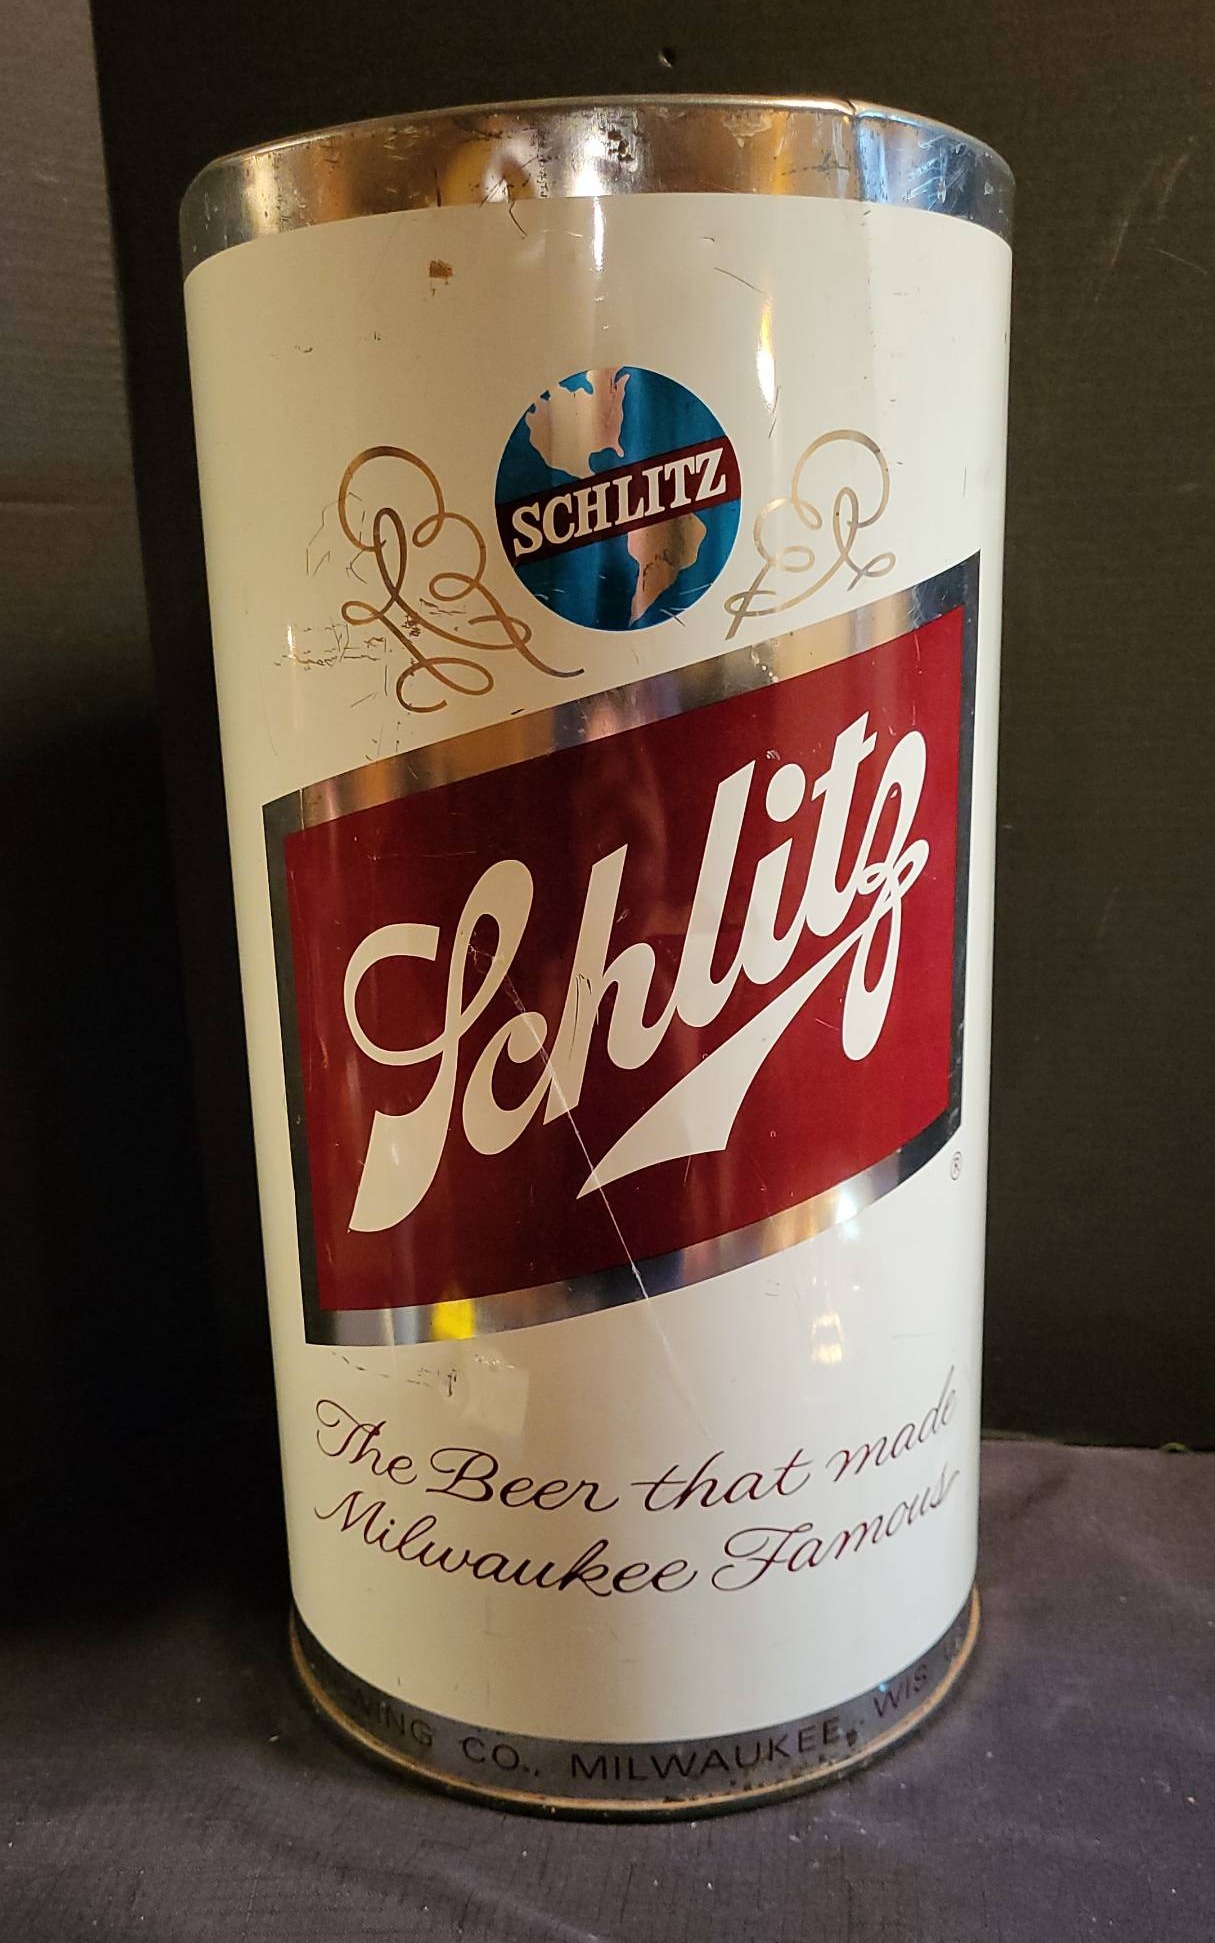 SCHLITZ
Schlitz
®
The Beer that made
Milwaukee Famous
CO., MILWAUKEE, WIS